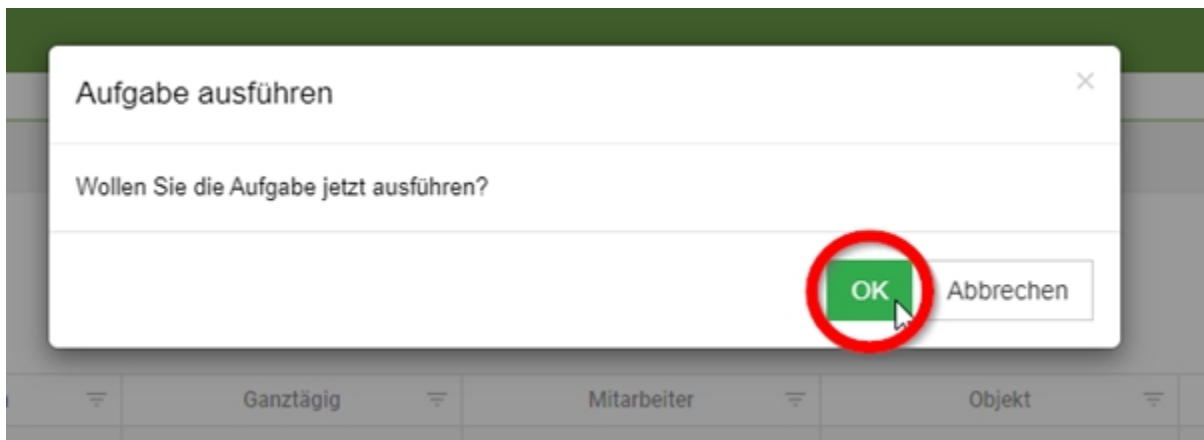 Aufgabe ausführen
Wollen Sie die Aufgabe jetzt ausführen?
OK Abbrechen
Ganztägig Mitarbeiter Objekt